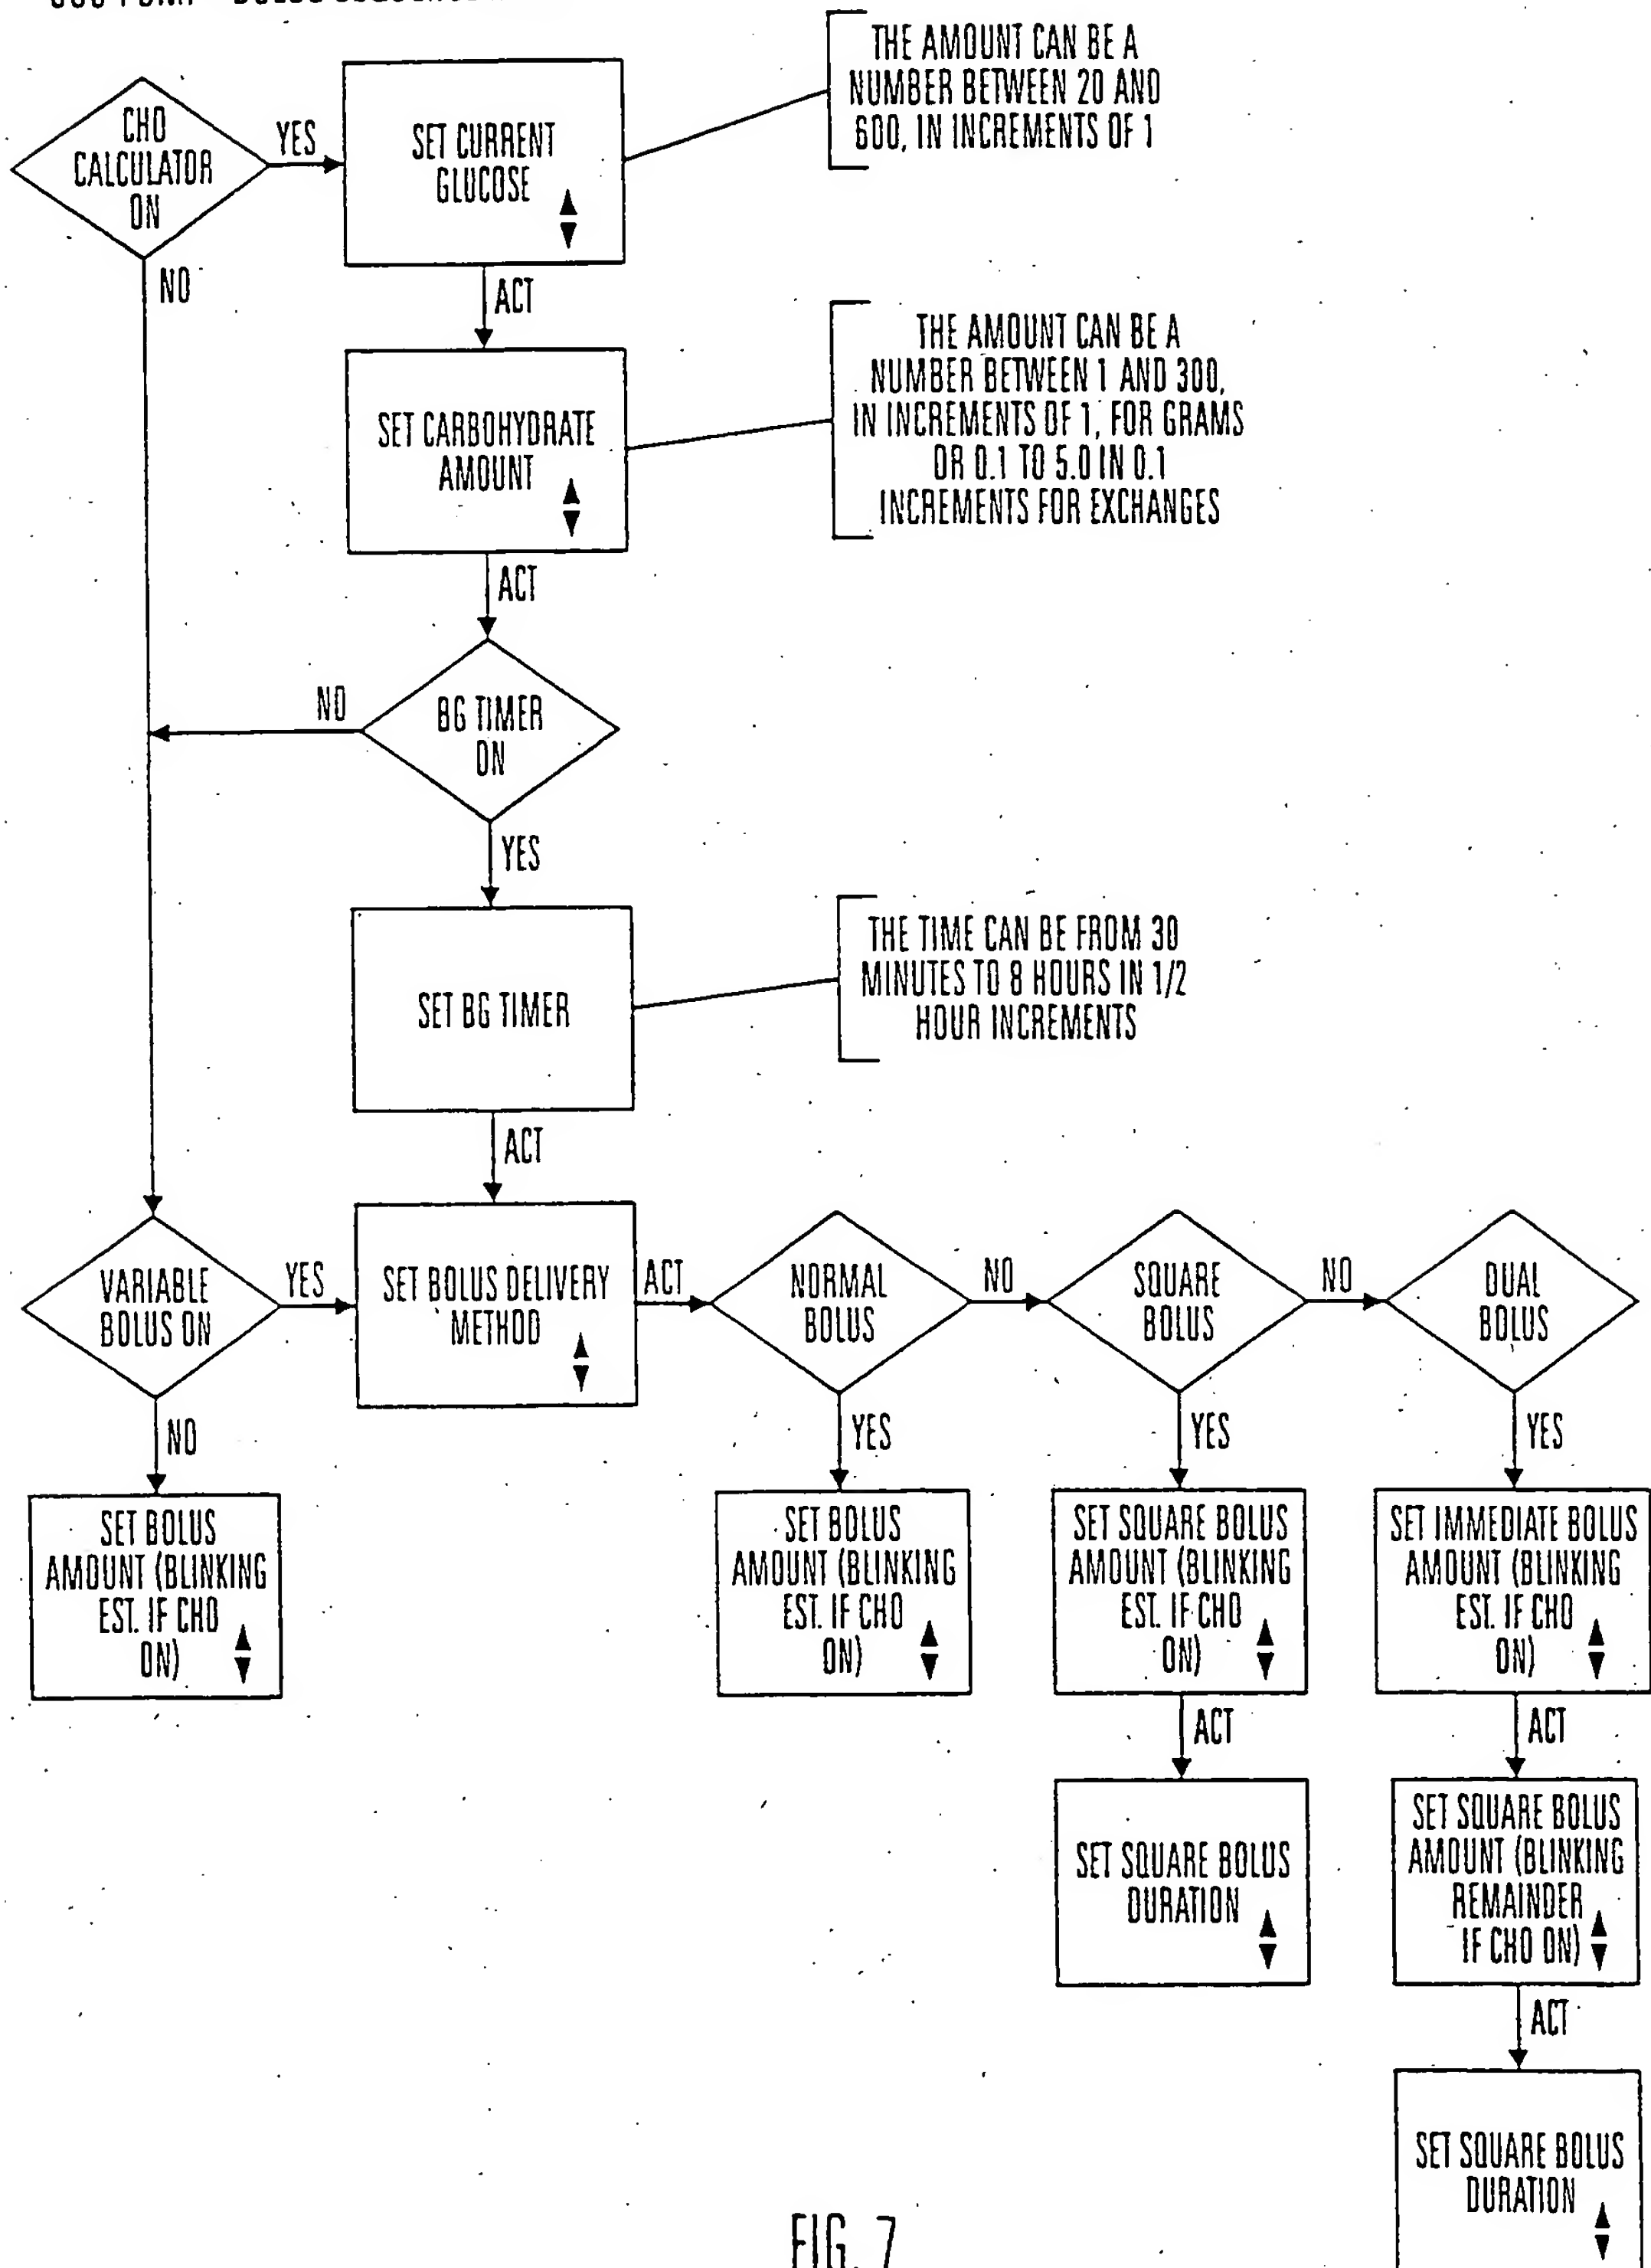 THE AMOUNT CAN BE A
NUMBER BETWEEN 20 AND
600, IN INCREMENTS OF 1
CHO
CALCULATOR
ON
YES
SET CURRENT
GLUCOSE
NO
ACT
THE AMOUNT CAN BE A
NUMBER BETWEEN 1 AND 300,
IN INCREMENTS OF 1, FOR GRAMS
OR 0.1 TO 5.0 IN 0.1
INCREMENTS FOR EXCHANGES
SET CARBOHYDRATE
AMOUNT
ACT
NO
BG TIMER
ON
YES
THE TIME CAN BE FROM 30
MINUTES TO 8 HOURS IN 1/2
HOUR INCREMENTS
SET BG TIMER
ACT
VARIABLE
BOLUS ON
YES
SET BOLUS DELIVERY
METHOD
ACT
NORMAL
BOLUS
NO
SQUARE
BOLUS
NO
DUAL
BOLUS
NO
YES
YES
YES
SET BOLUS
AMOUNT (BLINKING
EST. IF CHO
ON)
SET BOLUS
AMOUNT (BLINKING
EST. IF CHO
ON)
SET SQUARE BOLUS
AMOUNT (BLINKING
EST. IF CHO
ON)
SET IMMEDIATE BOLUS
AMOUNT (BLINKING
EST. IF CHO
ON)
ACT
ACT
SET SQUARE BOLUS
DURATION
SET SQUARE BOLUS
AMOUNT (BLINKING
REMAINDER
IF CHO ON)
ACT
SET SQUARE BOLUS
DURATION
FIG. 7